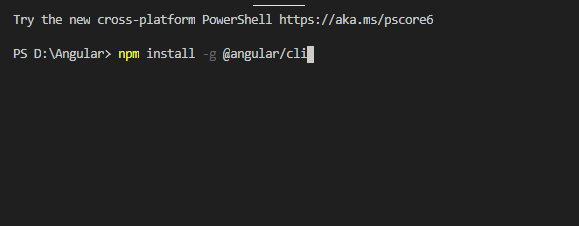 Try the new cross-platform PowerShell https://aka.ms/pscore6
PS D:\Angular> npm install -g @angular/cli